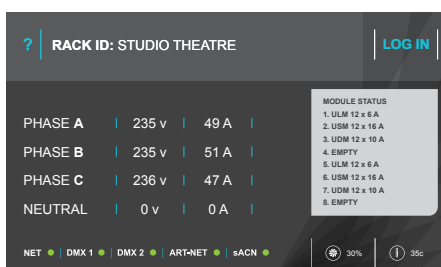 ? RACK ID: STUDIO THEATRE LOG IN
PHASE A | 235 v | 49 A |
PHASE B | 235 v | 51 A |
PHASE C | 236 v | 47 A |
NEUTRAL | 0 v | 0 A |
MODULE STATUS
1. ULM 12 x 6 A
2. USM 12 x 16 A
3. UDM 12 x 10 A
4. EMPTY
5. ULM 12 x 6 A
6. USM 12 x 16 A
7. UDM 12 x 10 A
8. EMPTY
NET | DMX 1 | DMX 2 | ART-NET | sACN
30% | 35c